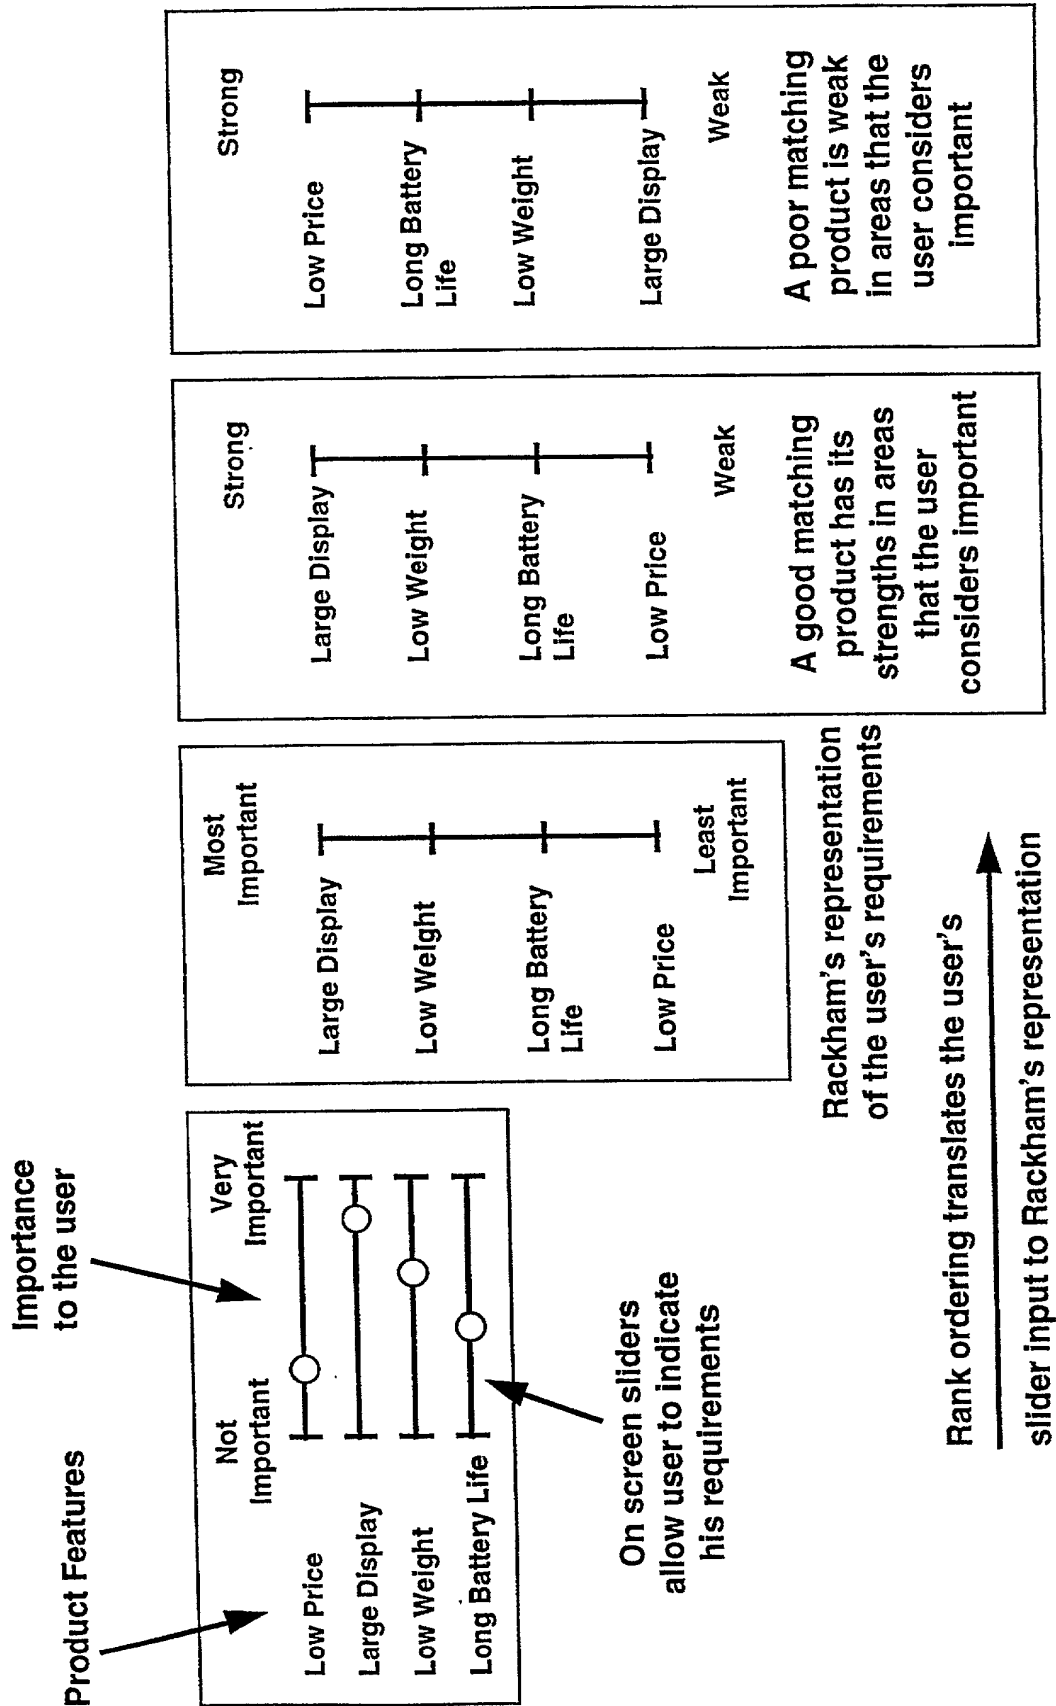 Product Features
Importance
to the user
Not
Important
Very
Important
Low Price
Large Display
Low Weight
Long Battery Life
On screen sliders
allow user to indicate
his requirements
Most
Important
Large Display
Low Weight
Long Battery
Life
Low Price
Least
Important
Rackham's representation
of the user's requirements
Rank ordering translates the user's
slider input to Rackham's representation
Strong
Large Display
Low Weight
Long Battery
Life
Low Price
Weak
A good matching
product has its
strengths in areas
that the user
considers important
Strong
Low Price
Long Battery
Life
Low Weight
Large Display
Weak
A poor matching
product is weak
in areas that the
user considers
important